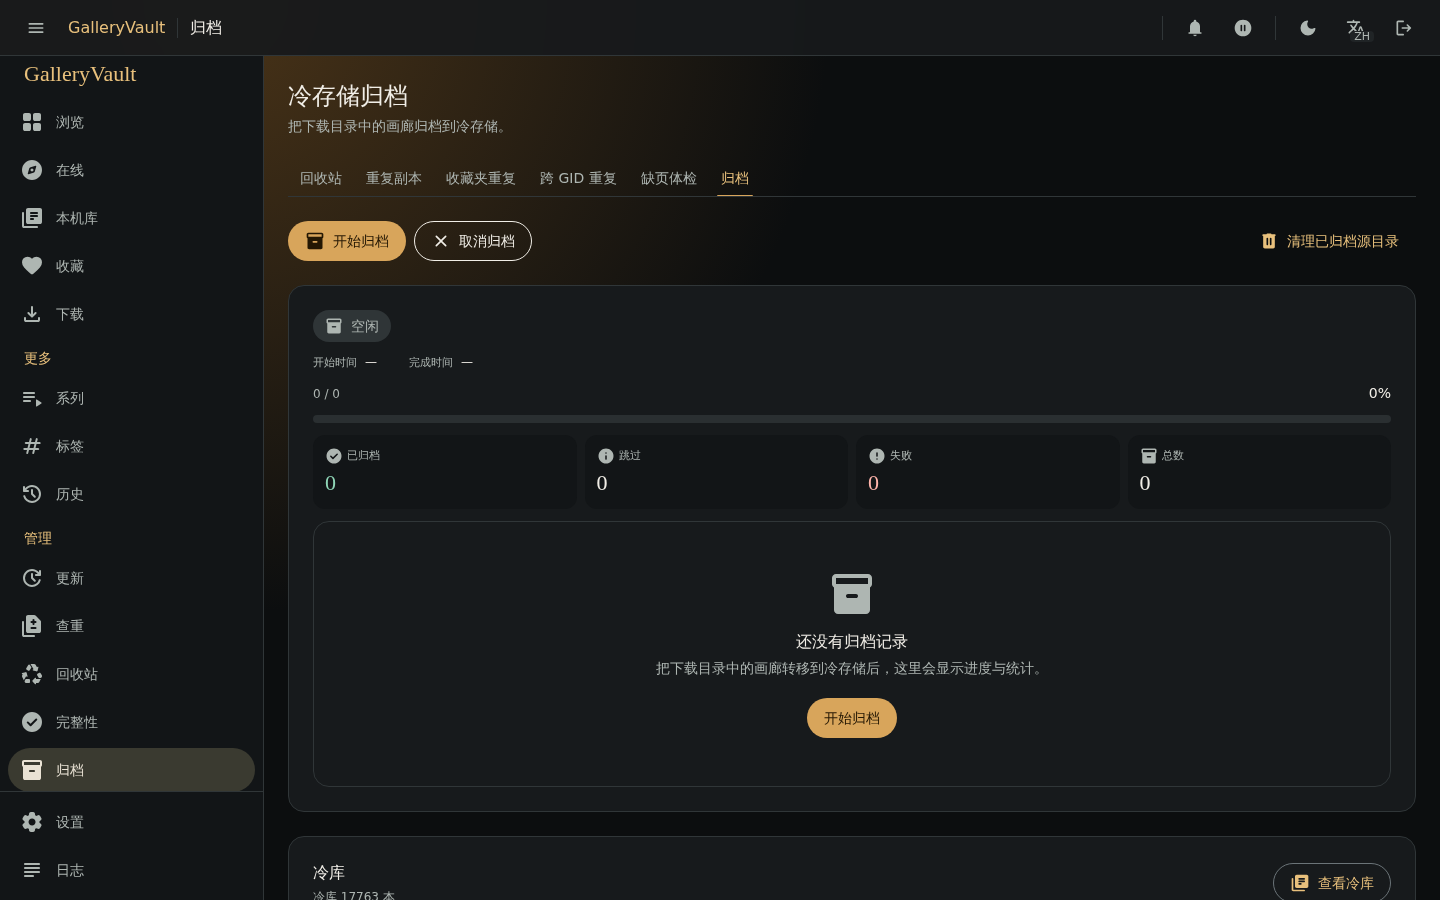 GalleryVault
归档
ZH
GalleryVault
浏览
在线
本机库
收藏
下载
更多
系列
标签
历史
管理
更新
查重
回收站
完整性
归档
设置
日志
冷存储归档
把下载目录中的画廊归档到冷存储。
回收站 重复副本 收藏夹重复 跨 GID 重复 缺页体检 归档
开始归档 取消归档 清理已归档源目录
空闲
开始时间 — 完成时间 —
0 / 0 0%
已归档 跳过 失败 总数
0 0 0 0
还没有归档记录
把下载目录中的画廊转移到冷存储后，这里会显示进度与统计。
开始归档
冷库
冷库 17763 本
查看冷库